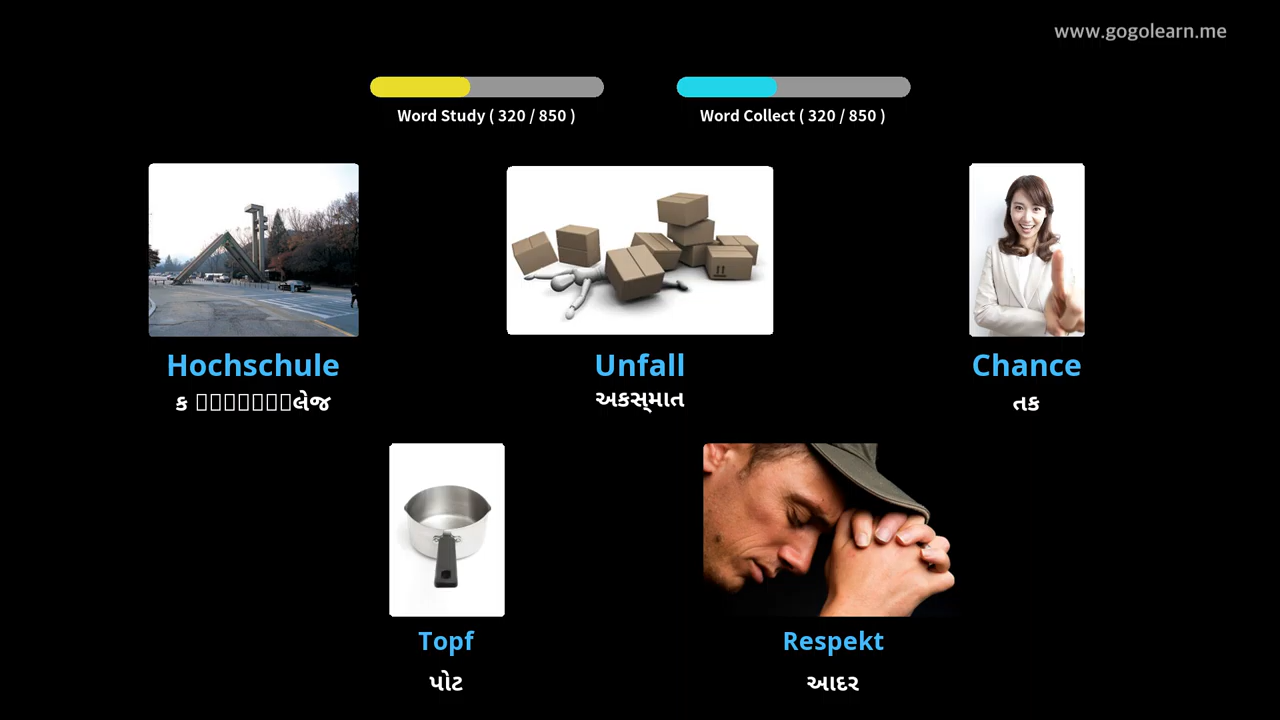 www.gogolearn.me
Word Study ( 320 / 850 )
Word Collect ( 320 / 850 )
Hochschule
Unfall
Chance
ક લેજ
અકસ્માત
તક
Topf
Respekt
પોટ
આદર